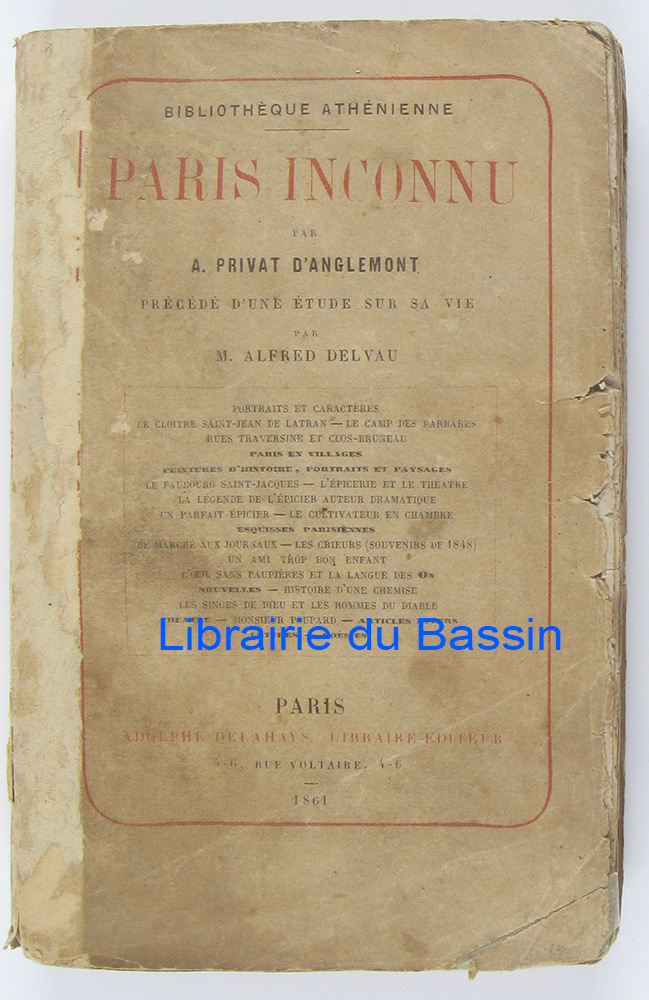 BIBLIOTHÈQUE ATHÉNIENNE
PARIS INCONNU
PAR
A. PRIVAT D'ANGLEMONT
PRÉCÉDÉ D'UNE ÉTUDE SUR SA VIE
PAR
M. ALFRED DELVAU
PORTRAITS ET CARACTÈRES
LE CLOITRE SAINT-JEAN DE LATRAN — LE CAMP DES BARBARES
RUES TRAVERSINE ET CLOS-BRUNEAU
PARIS EN VILLAGES
PEINTURES D'HISTOIRE, PORTRAITS ET PAYSAGES
LE FAUBOURG SAINT-JACQUES — L'ÉPICERIE ET LE THÉATRE
LA LÉGENDE DE L'ÉPICIER AUTEUR DRAMATIQUE
UN PARFAIT ÉPICIER — LE CULTIVATEUR EN CHAMBRE
ESQUISSES PARISIENNES
LE MARCHÉ AUX JOURNAUX — LES CRIEURS (SOUVENIRS DE 1848)
UN AMI TROP BON ENFANT
L'ŒIL SANS PAUPIÈRES ET LA LANGUE DES ON
NOUVELLES — HISTOIRE D'UNE CHEMISE
LES SINGES DE DIEU ET LES HOMMES DU DIABLE
— MONSIEUR POUPARD — ARTICLES
Librairie du Bassin
PARIS
ADOLPHE DELAHAYS, LIBRAIRE-ÉDITEUR
4-6, RUE VOLTAIRE, 4-6
1861